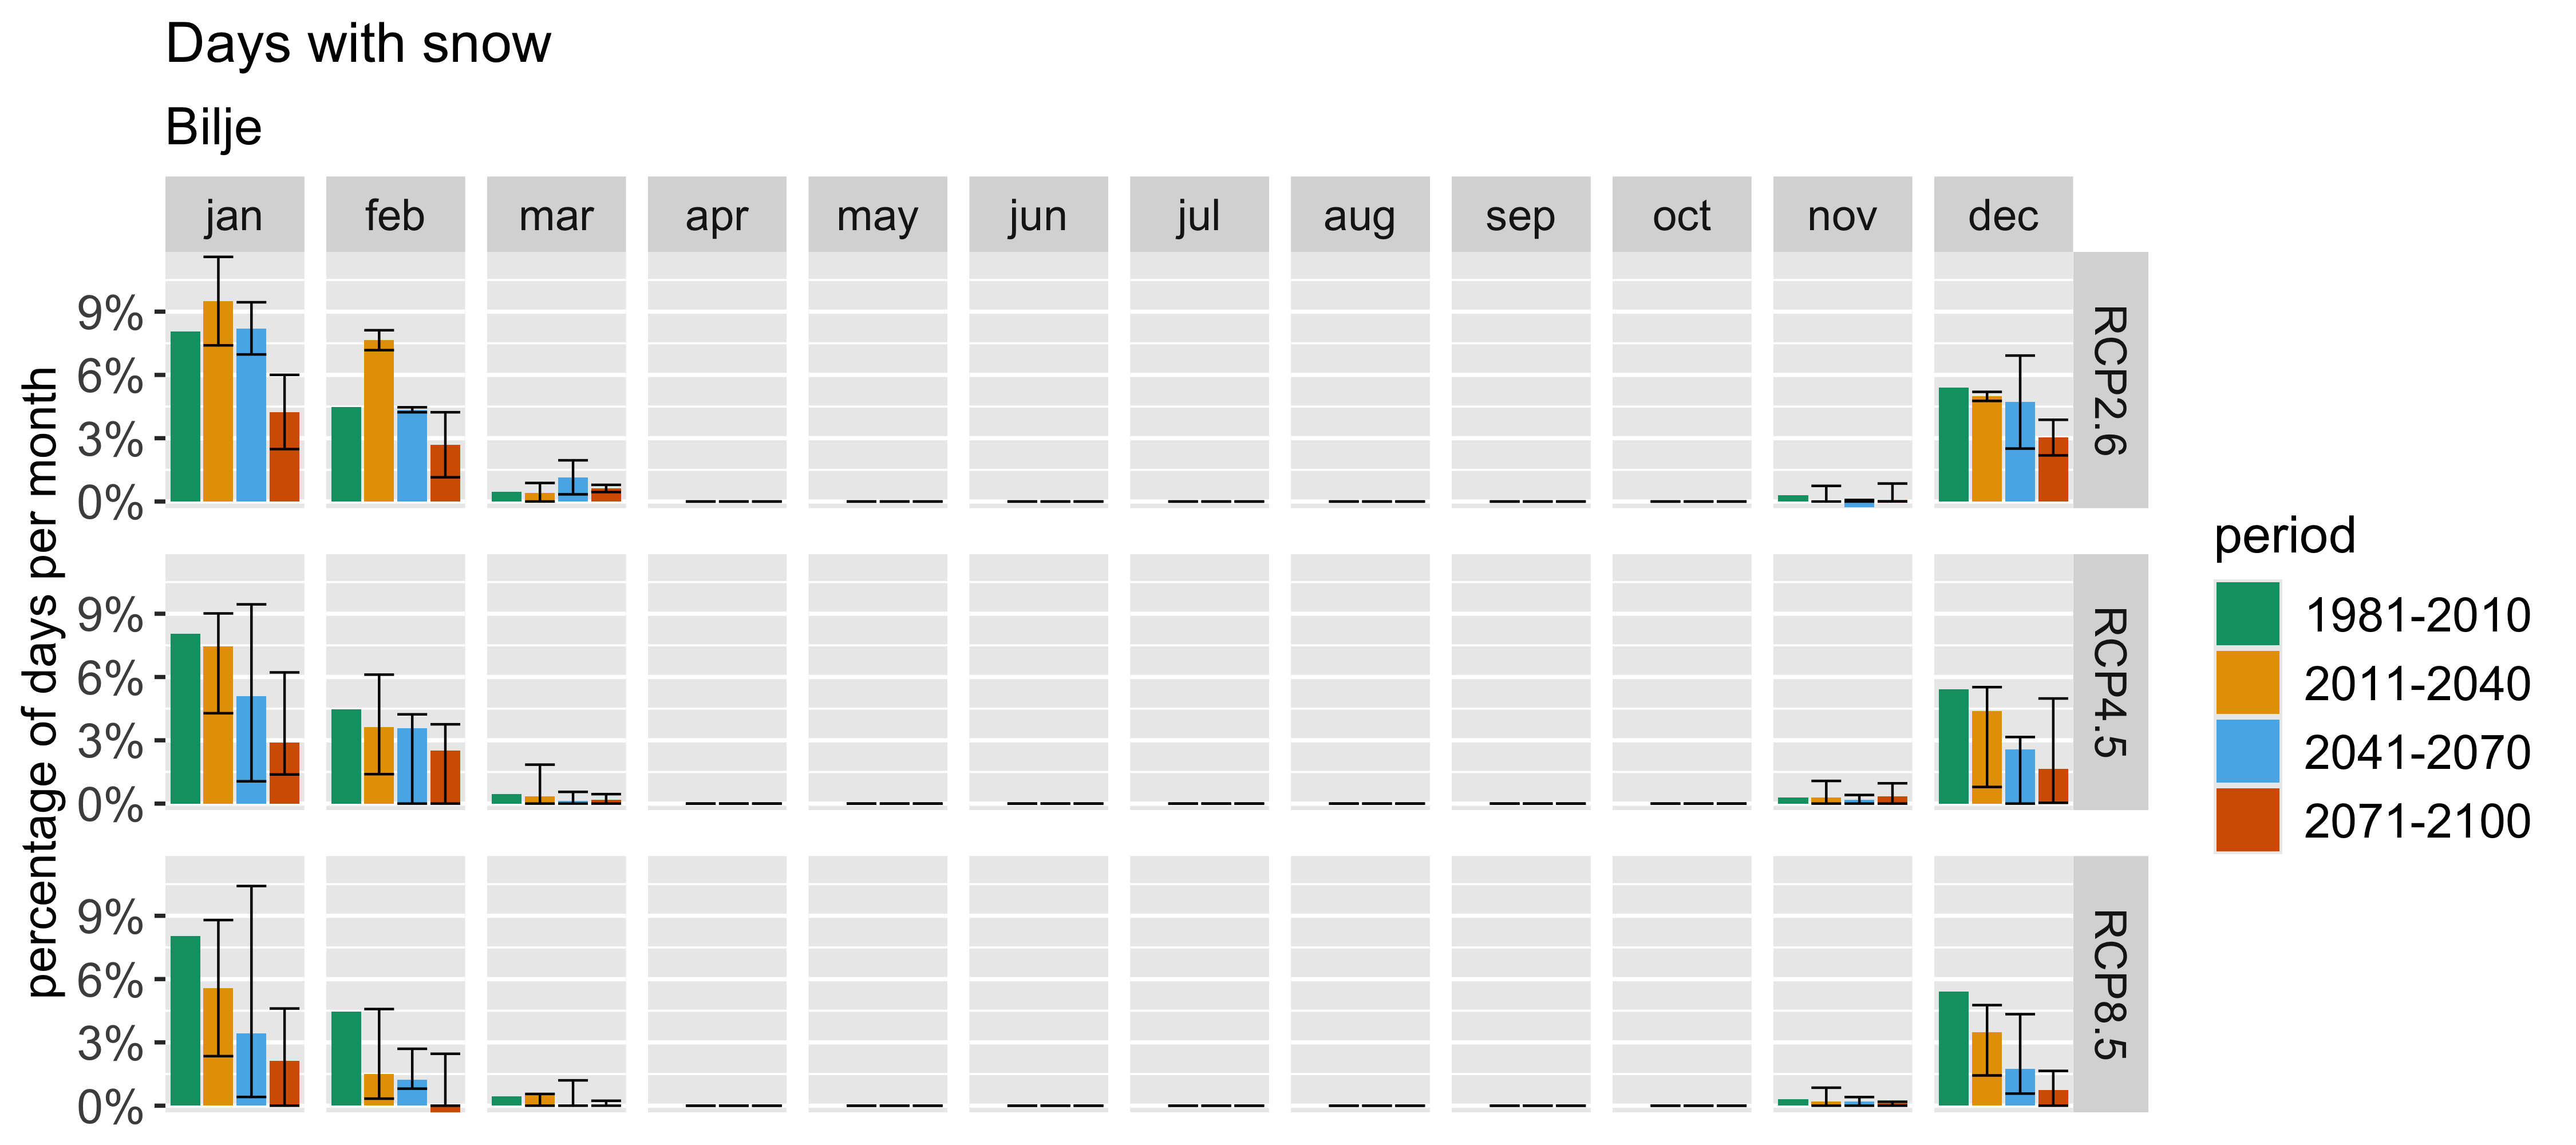 Days with snow
Bilje
jan feb mar apr may jun jul aug sep oct nov dec
percentage of days per month
9%
6%
3%
0%
RCP2.6
9%
6%
3%
0%
RCP4.5
9%
6%
3%
0%
RCP8.5
period
1981-2010
2011-2040
2041-2070
2071-2100